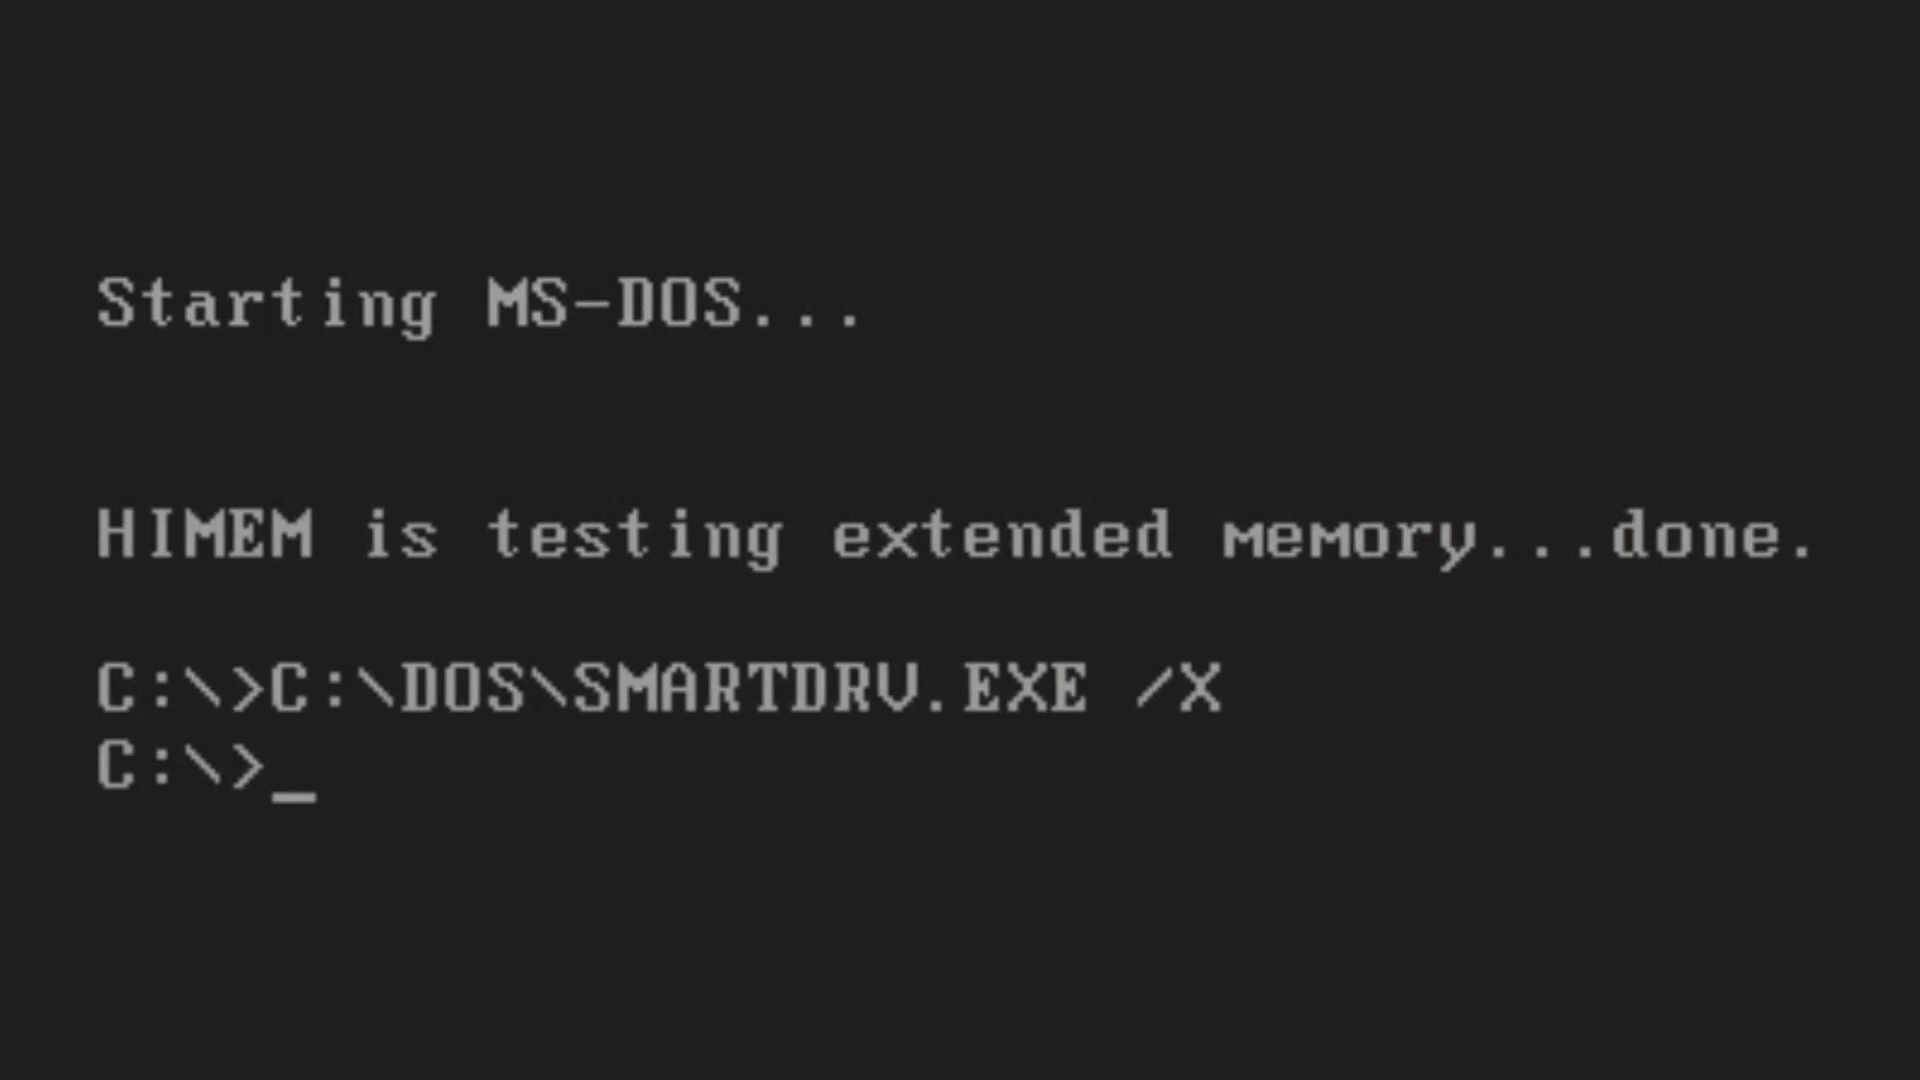 Starting MS-DOS...
HIMEM is testing extended memory...done.
C:\>C:\DOS\SMARTDRV.EXE /X
C:\>_